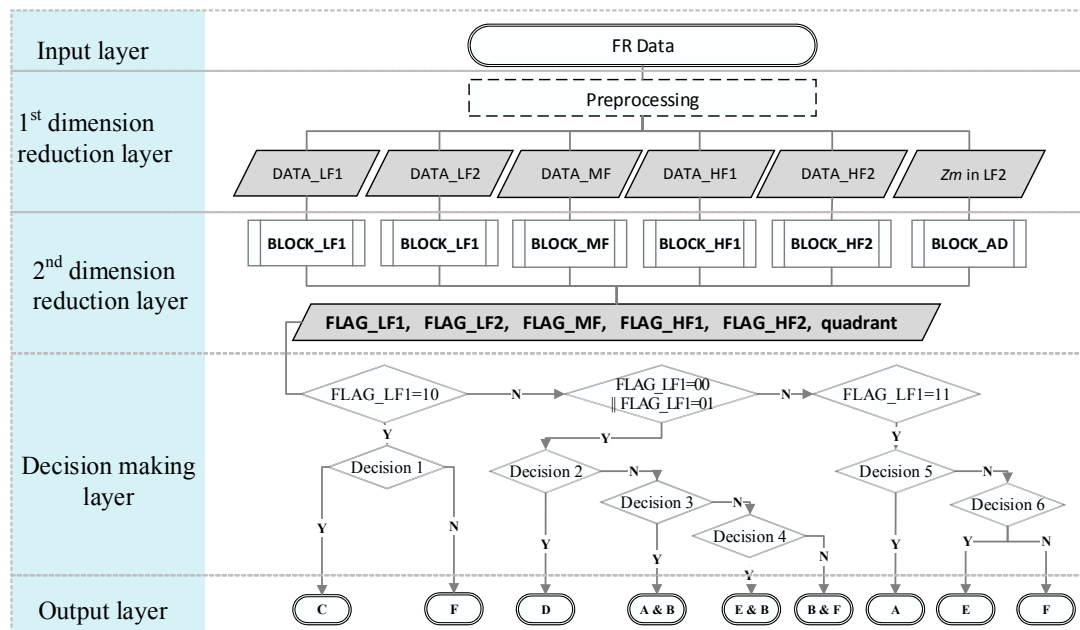 Input layer
FR Data
1st dimension
reduction layer
Preprocessing
DATA_LF1
DATA_LF2
DATA_MF
DATA_HF1
DATA_HF2
Zm in LF2
2nd dimension
reduction layer
BLOCK_LF1
BLOCK_LF1
BLOCK_MF
BLOCK_HF1
BLOCK_HF2
BLOCK_AD
FLAG_LF1, FLAG_LF2, FLAG_MF, FLAG_HF1, FLAG_HF2, quadrant
Decision making
layer
FLAG_LF1=10
N
FLAG_LF1=00
|| FLAG_LF1=01
N
FLAG_LF1=11
Y
Y
Y
Decision 1
Decision 2
N
Decision 3
N
Decision 4
Decision 5
N
Decision 6
Y
N
Y
Y
Y
N
Y
Y
N
Output layer
C
F
D
A & B
E & B
B & F
A
E
F